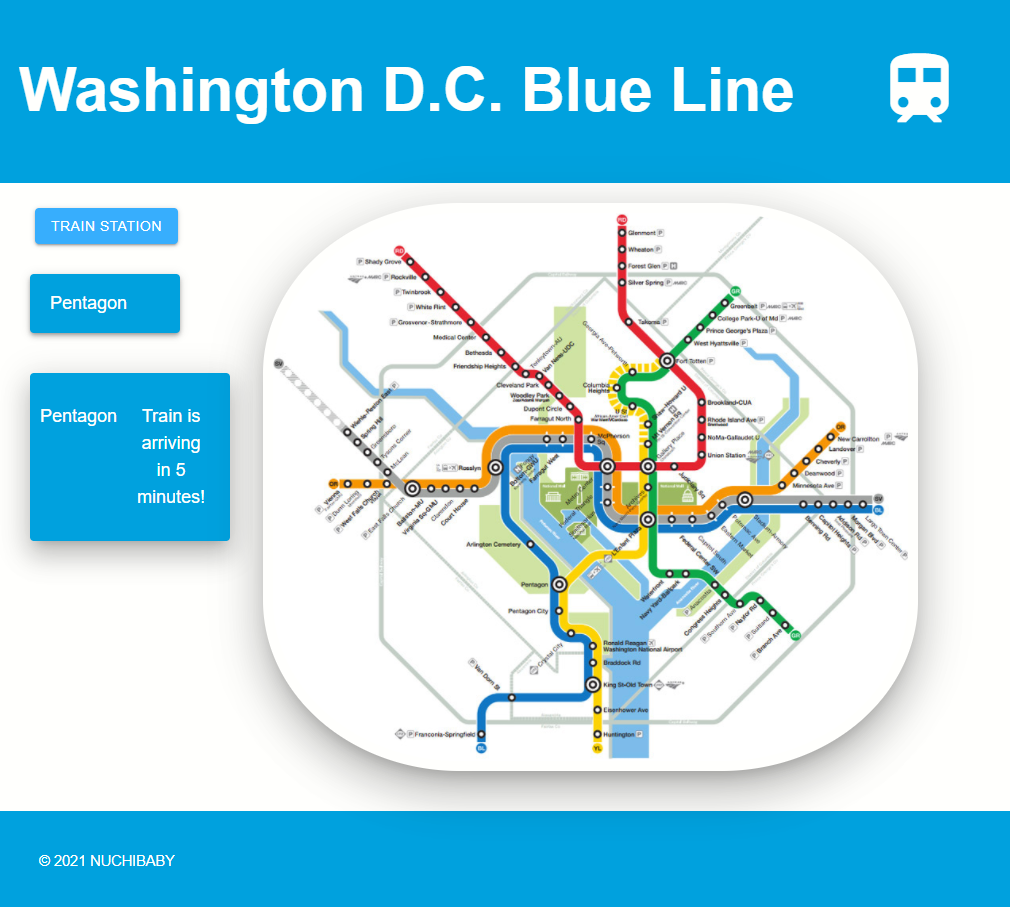 Washington D.C. Blue Line
TRAIN STATION
Pentagon
Pentagon
Train is
arriving
in 5
minutes!
RD
Glenmont P
Wheaton P
Forest Glen P
Silver Spring P
Takoma P
RD
P Shady Grove
P Rockville
P Twinbrook
P White Flint
P Grosvenor-Strathmore
Medical Center
Bethesda
Friendship Heights
Tenleytown-AU
Van Ness-UDC
Cleveland Park
Woodley Park
Dupont Circle
Farragut North
GR
Greenbelt P
College Park-U of Md P
Prince George's Plaza P
West Hyattsville P
Fort Totten P
Georgia Ave-Petworth
Columbia
Heights
U St
Shaw-Howard U
Mt Vernon Sq
Gallery Place
Judiciary Sq
Brookland-CUA
Rhode Island Ave P
NoMa-Gallaudet U
Union Station
SV
Wiehle-Reston East P
Spring Hill
Greensboro
Tysons Corner
McLean
OR
Vienna
P Dunn Loring
P West Falls Church
P East Falls Church
Ballston-MU
Virginia Sq-GMU
Clarendon
Court House
Rosslyn
Farragut West
McPherson
Sq
Metro Center
Federal Triangle
Smithsonian
Archives
L'Enfant Plaza
Federal Center SW
Capitol South
Eastern Market
Potomac Ave
Stadium-Armory
OR
New Carrollton P
Landover P
Cheverly P
Deanwood P
Minnesota Ave P
SV
BL
Benning Rd
Capitol Heights P
Addison Rd P
Morgan Blvd P
Largo Town Center P
Waterfront
Navy Yard-Ballpark
P Anacostia
Congress Heights
P Southern Ave
P Naylor Rd
P Suitland
P Branch Ave
GR
Arlington Cemetery
Pentagon
Pentagon City
Crystal City
Ronald Reagan
Washington National Airport
Braddock Rd
King St-Old Town
Eisenhower Ave
Huntington P
YL
P Van Dorn St
P Franconia-Springfield
BL
© 2021 NUCHIBABY